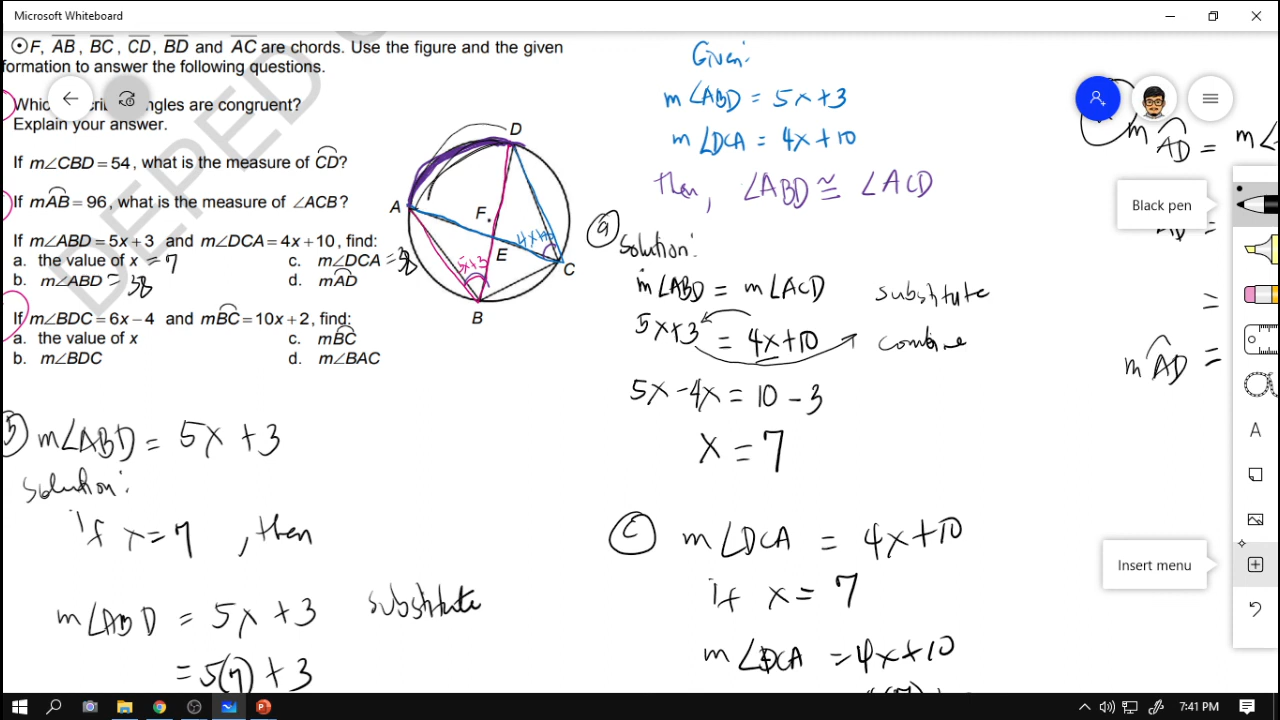 Microsoft Whiteboard
⊙F, AB, BC, CD, BD and AC are chords. Use the figure and the given
formation to answer the following questions.
ngles are congruent?
Explain your answer.
If m∠CBD = 54, what is the measure of CD?
If mAB = 96, what is the measure of ∠ACB?
If m∠ABD = 5x + 3 and m∠DCA = 4x + 10, find:
a. the value of x = 7
c. m∠DCA = 38
b. m∠ABD = 38
d. mAD
If m∠BDC = 6x − 4 and mBC = 10x + 2, find:
a. the value of x
c. mBC
b. m∠BDC
d. m∠BAC
DEPED
D
A
F
E
C
B
5x+3
Given:
m∠ABD = 5x+3
m∠DCA = 4x+10
then, ∠ABD ≅ ∠ACD
a
Solution:
m∠ABD = m∠ACD substitute
5x+3 = 4x+10 combine
5x-4x = 10-3
x = 7
b m∠ABD = 5x+3
Solution:
if x = 7, then
m∠ABD = 5x+3 substitute
= 5(7)+3
c m∠DCA = 4x+10
if x = 7
m∠DCA = 4x+10
mAD = m∠
AD =
=
mAD =
Black pen
Insert menu
A
7:41 PM